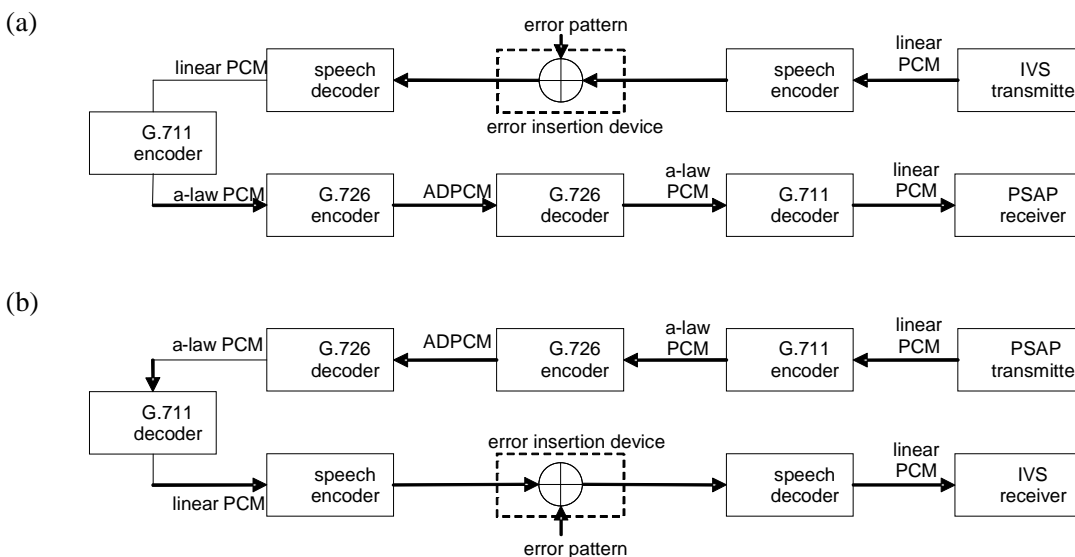 (a)
error pattern
linear PCM
speech
decoder
error insertion device
speech
encoder
linear
PCM
IVS
transmitte
G.711
encoder
a-law PCM
G.726
encoder
ADPCM
G.726
decoder
a-law
PCM
G.711
decoder
linear
PCM
PSAP
receiver
(b)
a-law PCM
G.726
decoder
ADPCM
G.726
encoder
a-law
PCM
G.711
encoder
linear
PCM
PSAP
transmitte
G.711
decoder
linear PCM
speech
encoder
error insertion device
error pattern
speech
decoder
linear
PCM
IVS
receiver